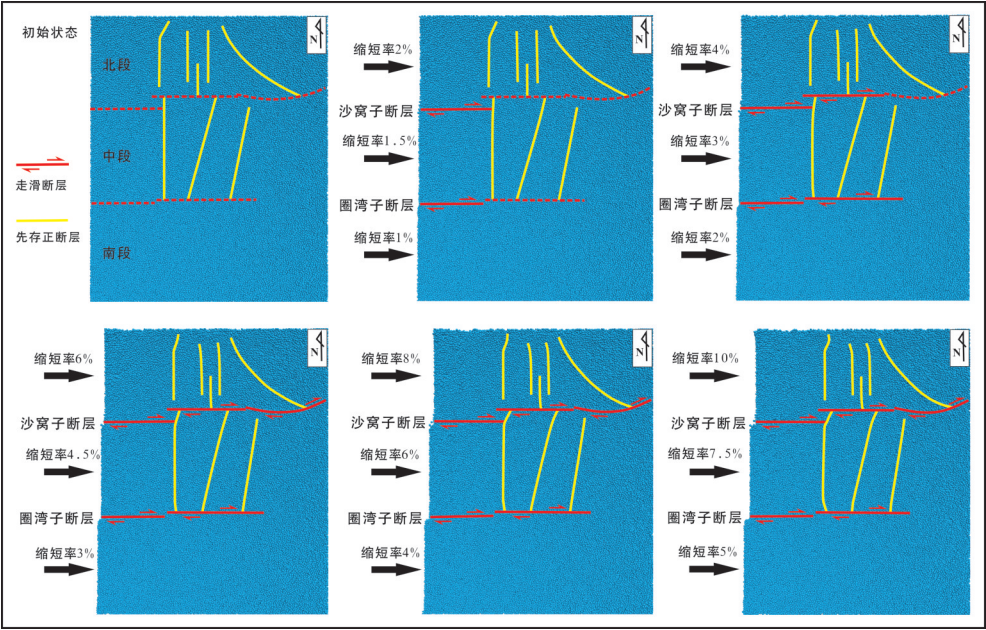 初始状态
N
北段
中段
南段
走滑断层
先存正断层
N
缩短率2%
沙窝子断层
缩短率1.5%
圈湾子断层
缩短率1%
N
缩短率4%
沙窝子断层
缩短率3%
圈湾子断层
缩短率2%
N
缩短率6%
沙窝子断层
缩短率4.5%
圈湾子断层
缩短率3%
N
缩短率8%
沙窝子断层
缩短率6%
圈湾子断层
缩短率4%
N
缩短率10%
沙窝子断层
缩短率7.5%
圈湾子断层
缩短率5%